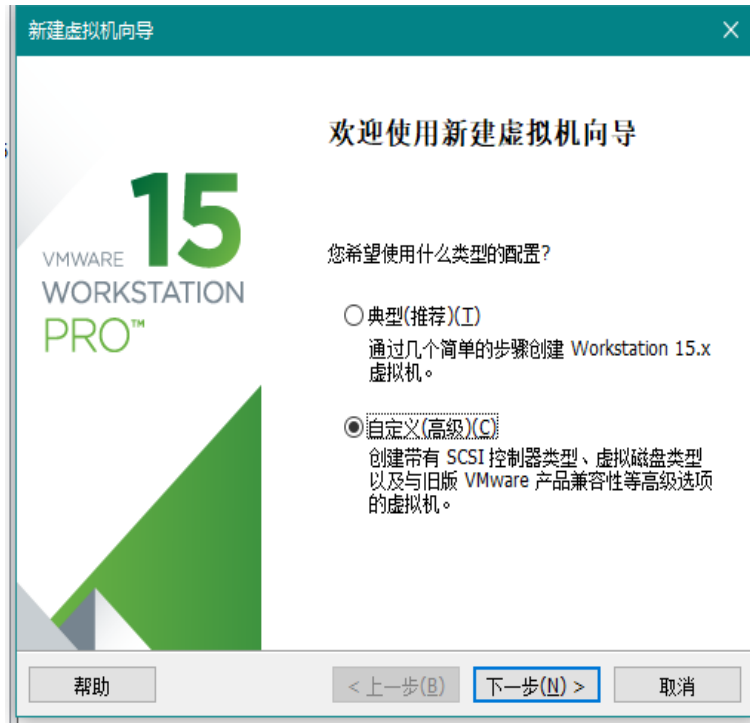 新建虚拟机向导
欢迎使用新建虚拟机向导
15
VMWARE
WORKSTATION
PRO™
您希望使用什么类型的配置?
典型(推荐)(T)
通过几个简单的步骤创建 Workstation 15.x
虚拟机。
自定义(高级)(C)
创建带有 SCSI 控制器类型、虚拟磁盘类型
以及与旧版 VMware 产品兼容性等高级选项
的虚拟机。
帮助
< 上一步(B)
下一步(N) >
取消